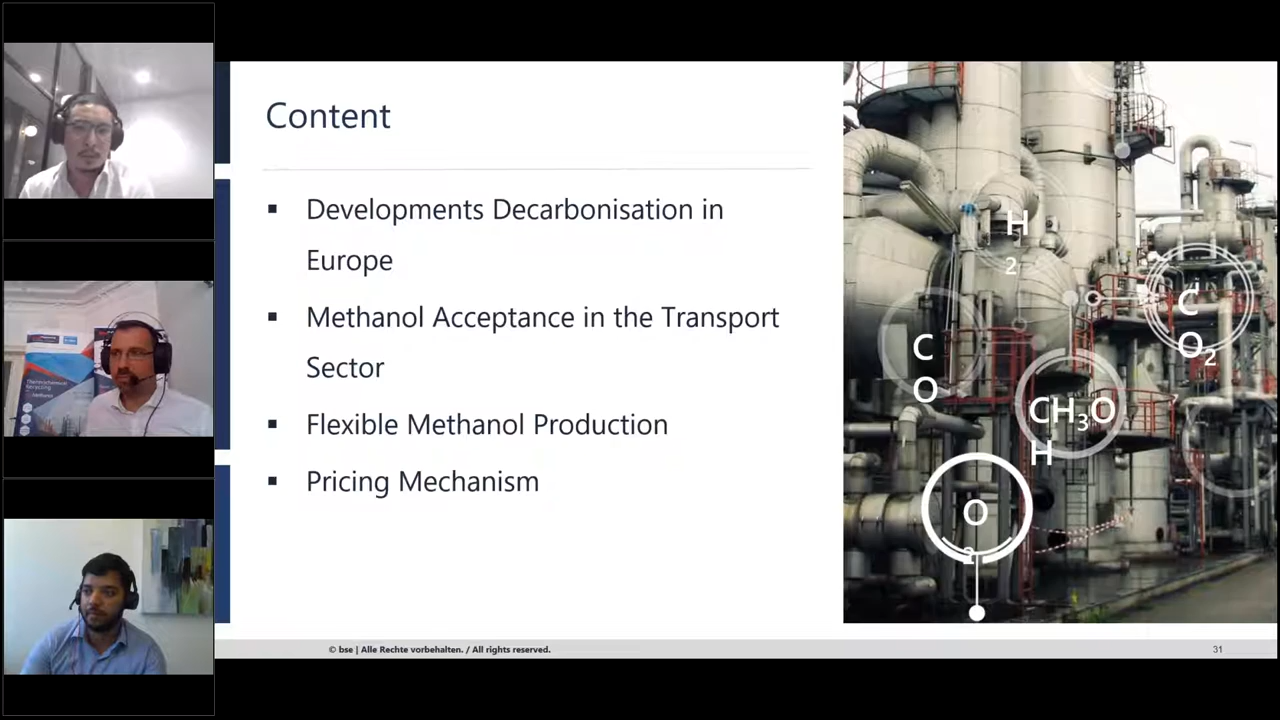 Content
▪ Developments Decarbonisation in
Europe
▪ Methanol Acceptance in the Transport
Sector
▪ Flexible Methanol Production
▪ Pricing Mechanism
H
2
C
O2
C
O
CH3O
H
O
2
© bse | Alle Rechte vorbehalten. / All rights reserved.
31